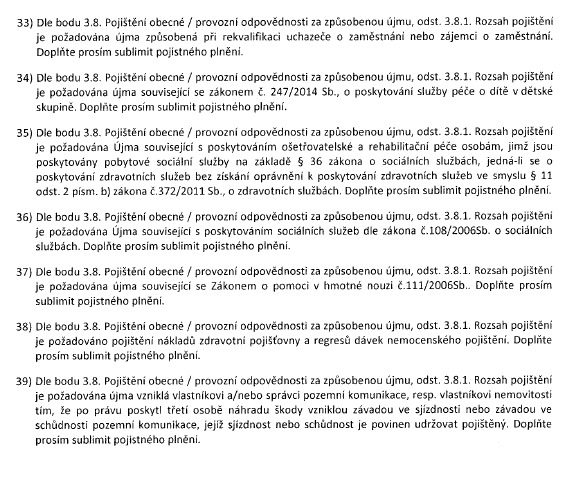 33) Dle bodu 3.8. Pojištění obecné / provozní odpovědnosti za způsobenou újmu, odst. 3.8.1. Rozsah pojištění
je požadována újma způsobená při rekvalifikaci uchazeče o zaměstnání nebo zájemci o zaměstnání.
Doplňte prosím sublimit pojistného plnění.
34) Dle bodu 3.8. Pojištění obecné / provozní odpovědnosti za způsobenou újmu, odst. 3.8.1. Rozsah pojištění
je požadována újma související se zákonem č. 247/2014 Sb., o poskytování služby péče o dítě v dětské
skupině. Doplňte prosím sublimit pojistného plnění.
35) Dle bodu 3.8. Pojištění obecné / provozní odpovědnosti za způsobenou újmu, odst. 3.8.1. Rozsah pojištění
je požadována Újma související s poskytováním ošetřovatelské a rehabilitační péče osobám, jimž jsou
poskytovány pobytové sociální služby na základě § 36 zákona o sociálních službách, jedná-li se o
poskytování zdravotních služeb bez získání oprávnění k poskytování zdravotních služeb ve smyslu § 11
odst. 2 písm. b) zákona č.372/2011 Sb., o zdravotních službách. Doplňte prosím sublimit pojistného plnění.
36) Dle bodu 3.8. Pojištění obecné / provozní odpovědnosti za způsobenou újmu, odst. 3.8.1. Rozsah pojištění
je požadována Újma související s poskytováním sociálních služeb dle zákona č.108/2006Sb. o sociálních
službách. Doplňte prosím sublimit pojistného plnění.
37) Dle bodu 3.8. Pojištění obecné / provozní odpovědnosti za způsobenou újmu, odst. 3.8.1. Rozsah pojištění
je požadována újma související se Zákonem o pomoci v hmotné nouzi č.111/2006Sb.. Doplňte prosím
sublimit pojistného plnění.
38) Dle bodu 3.8. Pojištění obecné / provozní odpovědnosti za způsobenou újmu, odst. 3.8.1. Rozsah pojištění
je požadováno pojištění nákladů zdravotní pojišťovny a regresů dávek nemocenského pojištění. Doplňte
prosím sublimit pojistného plnění.
39) Dle bodu 3.8. Pojištění obecné / provozní odpovědnosti za způsobenou újmu, odst. 3.8.1. Rozsah pojištění
je požadována újma vzniklá vlastníkovi a/nebo správci pozemní komunikace, resp. vlastníkovi nemovitosti
tím, že po právu poskytl třetí osobě náhradu škody vzniklou závadou ve sjízdnosti nebo závadou ve
schůdnosti pozemní komunikace, jejíž sjízdnost nebo schůdnost je povinen udržovat pojištěný. Doplňte
prosím sublimit pojistného plnění.